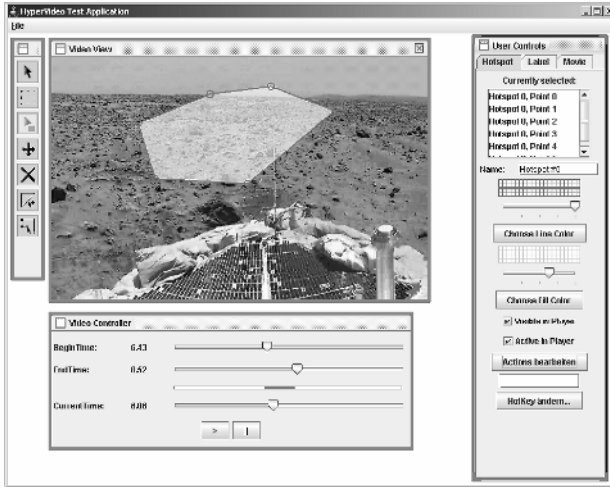 HyperVideo Test Application
File
Video View
User Controls
Hotspot Label Movie
Currently selected:
Hotspot 0, Point 0
Hotspot 0, Point 1
Hotspot 0, Point 2
Hotspot 0, Point 3
Hotspot 0, Point 4
Name: Hotspot #0
Choose Line Color
Choose Fill Color
Visible in Player
Active in Player
Actions bearbeiten
HotKey ändern...
Video Controller
BeginTime: 6.43
EndTime: 8.52
CurrentTime:
> ||